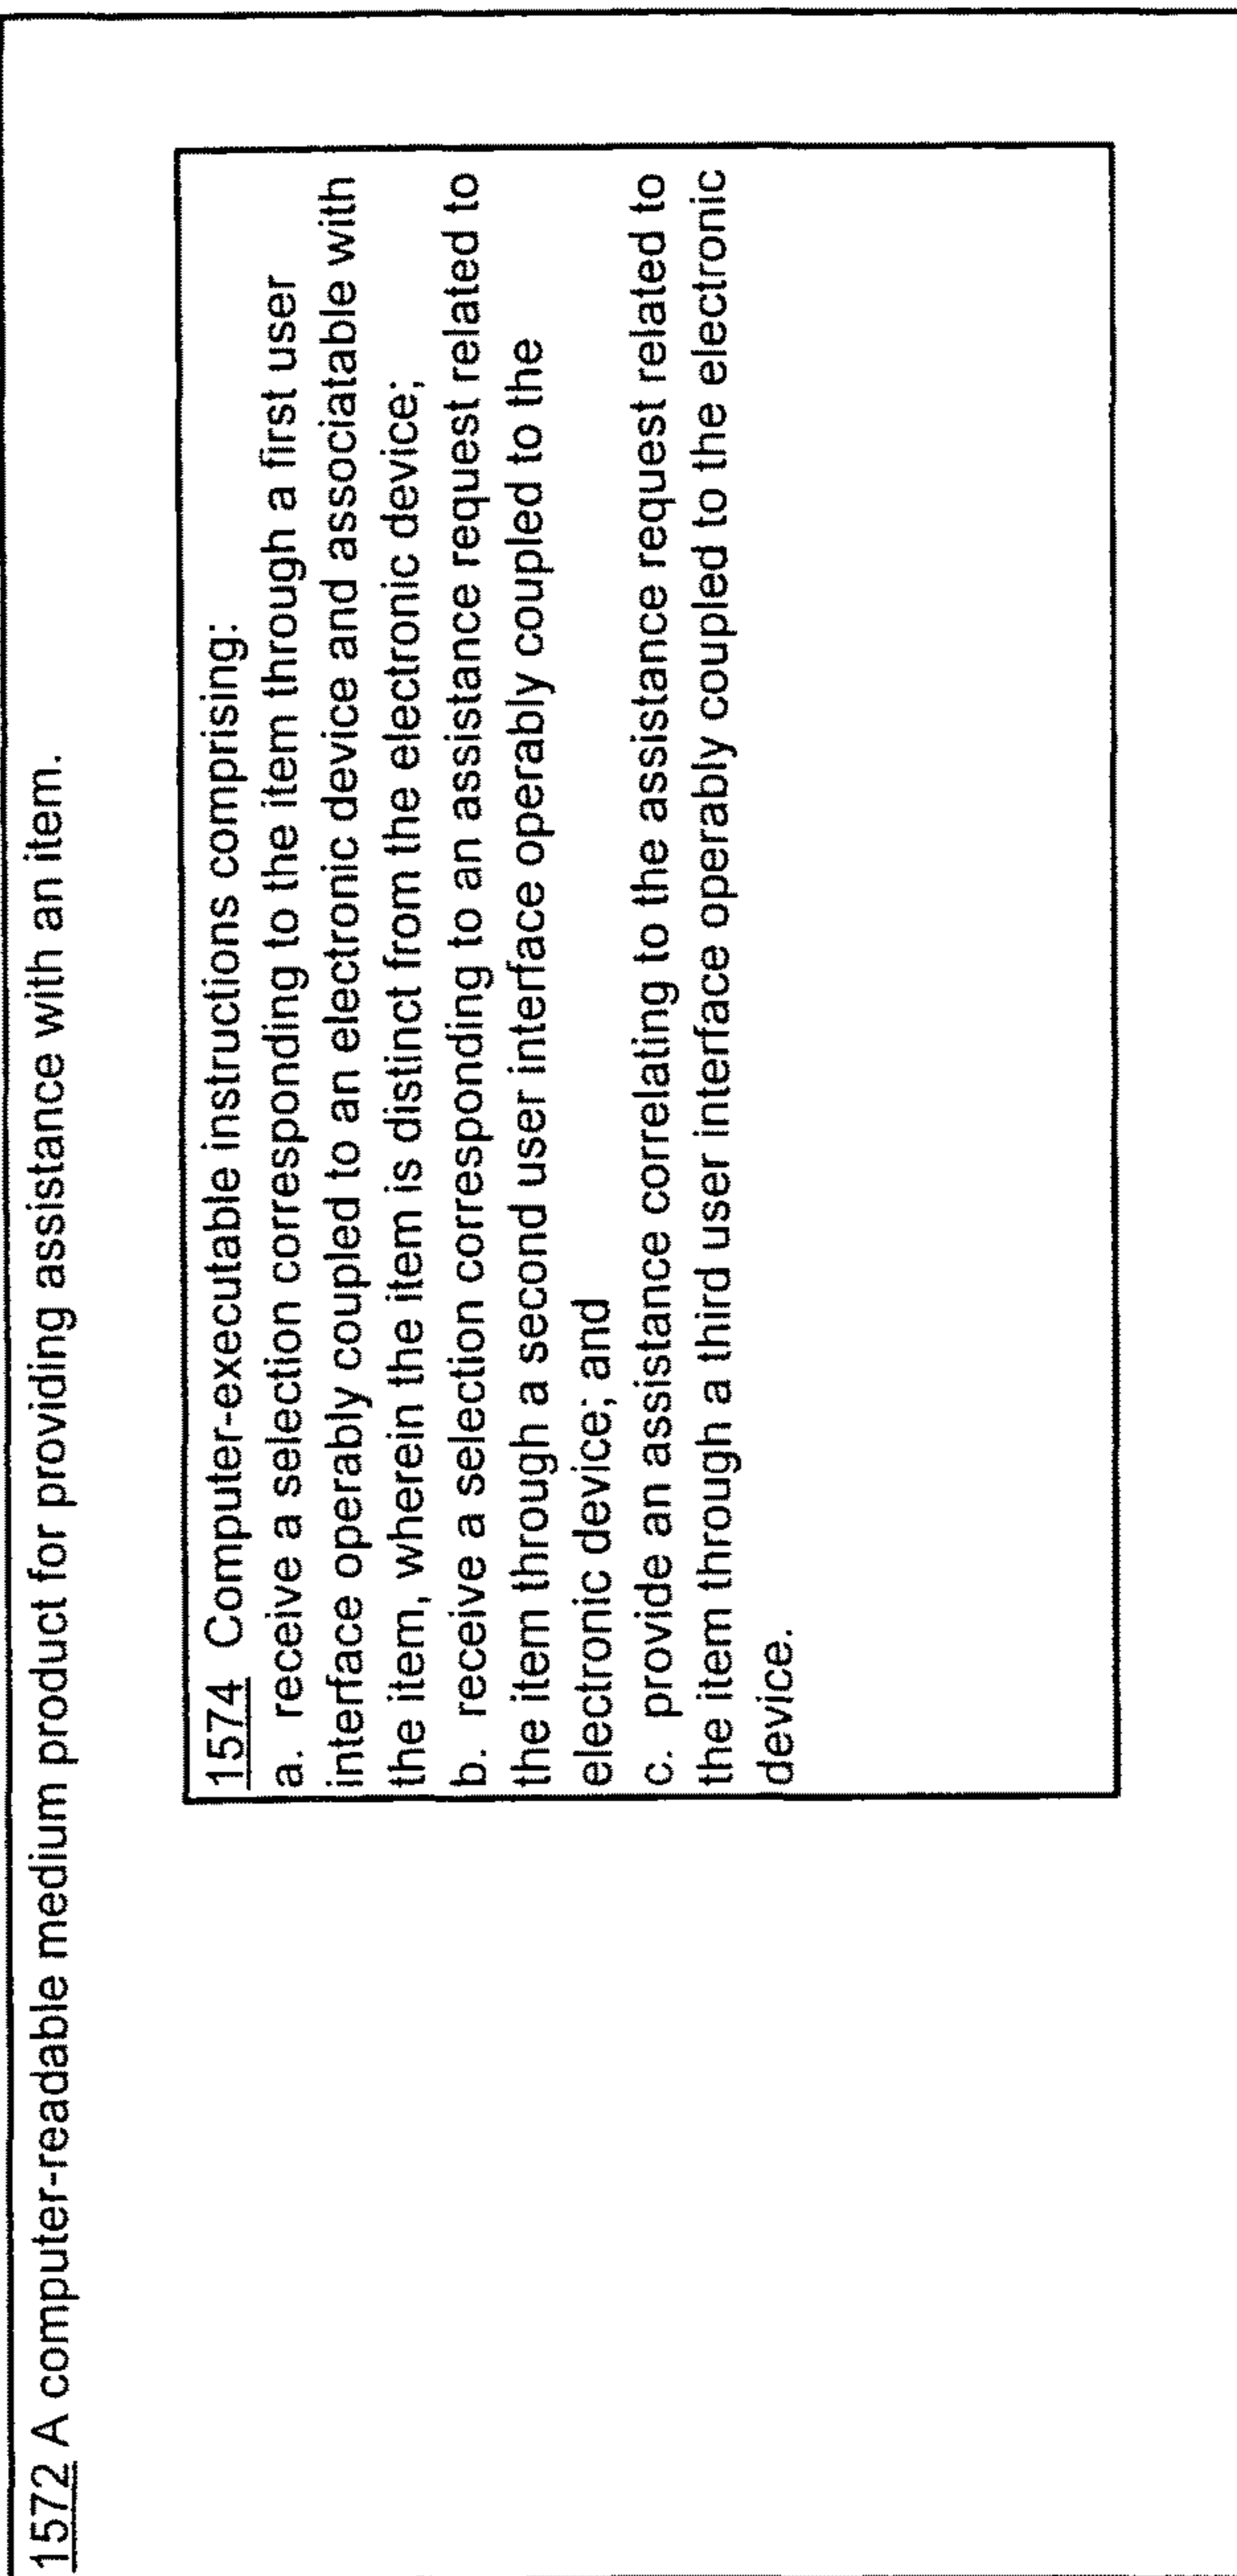 1572 A computer-readable medium product for providing assistance with an item.
1574 Computer-executable instructions comprising:
a. receive a selection corresponding to the item through a first user
interface operably coupled to an electronic device and associatable with
the item, wherein the item is distinct from the electronic device;
b. receive a selection corresponding to an assistance request related to
the item through a second user interface operably coupled to the
electronic device; and
c. provide an assistance correlating to the assistance request related to
the item through a third user interface operably coupled to the electronic
device.